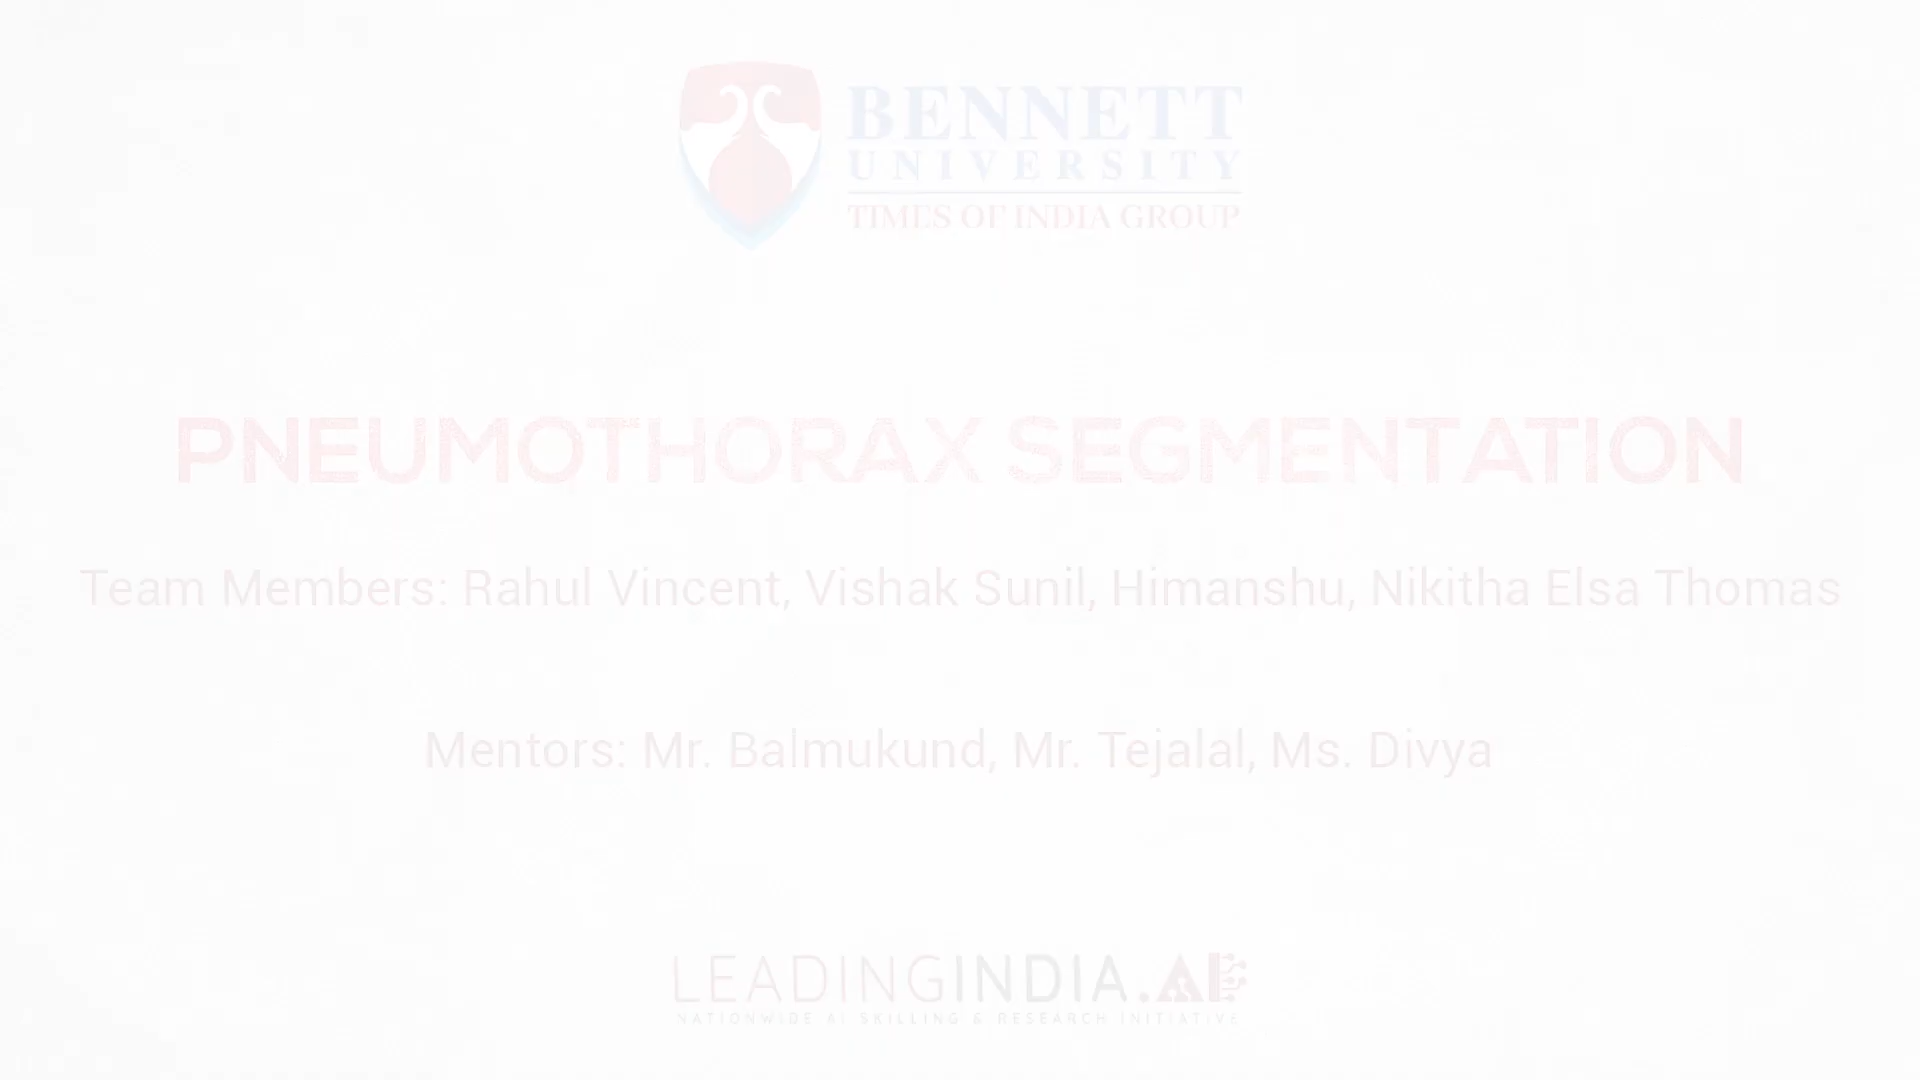 BENNETT
UNIVERSITY
TIMES OF INDIA GROUP
PNEUMOTHORAX SEGMENTATION
Team Members: Rahul Vincent, Vishak Sunil, Himanshu, Nikitha Elsa Thomas
Mentors: Mr. Balmukund, Mr. Tejalal, Ms. Divya
LEADINGINDIA.AI
NATIONWIDE AI SKILLING & RESEARCH INITIATIVE